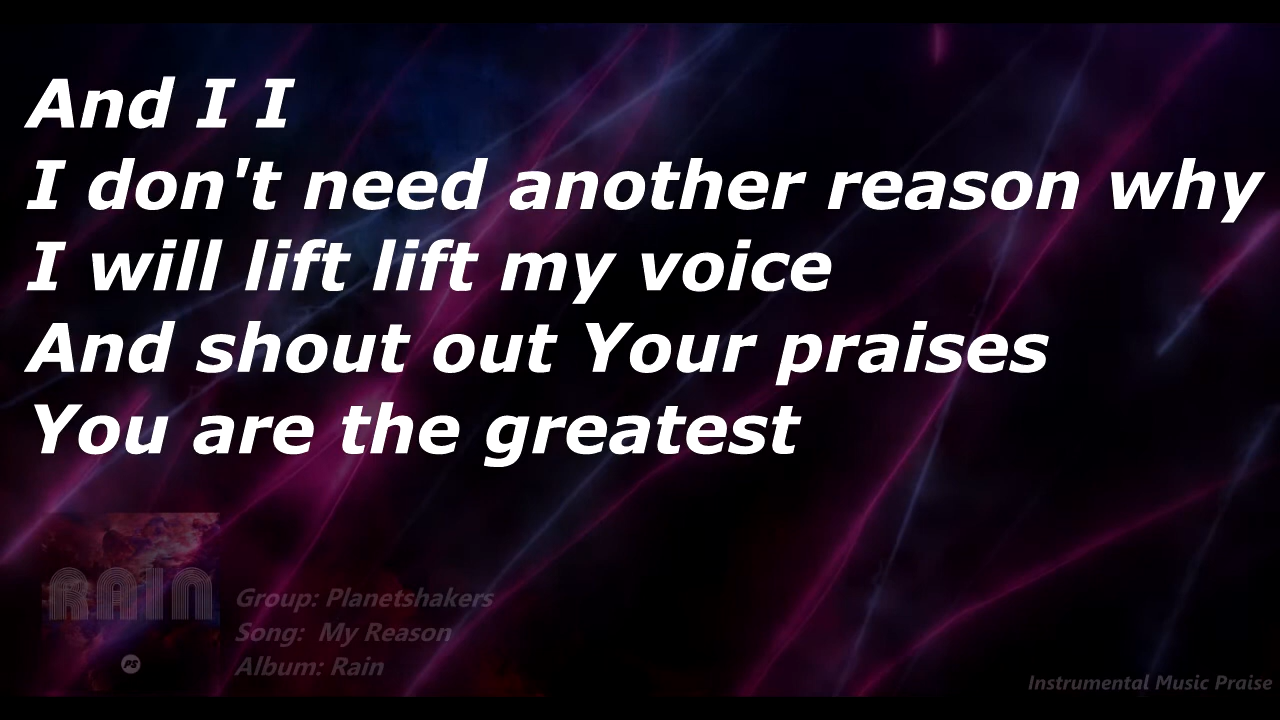 And I I
I don't need another reason why
I will lift lift my voice
And shout out Your praises
You are the greatest
RAIN
PS
Group: Planetshakers
Song:  My Reason
Album: Rain
Instrumental Music Praise